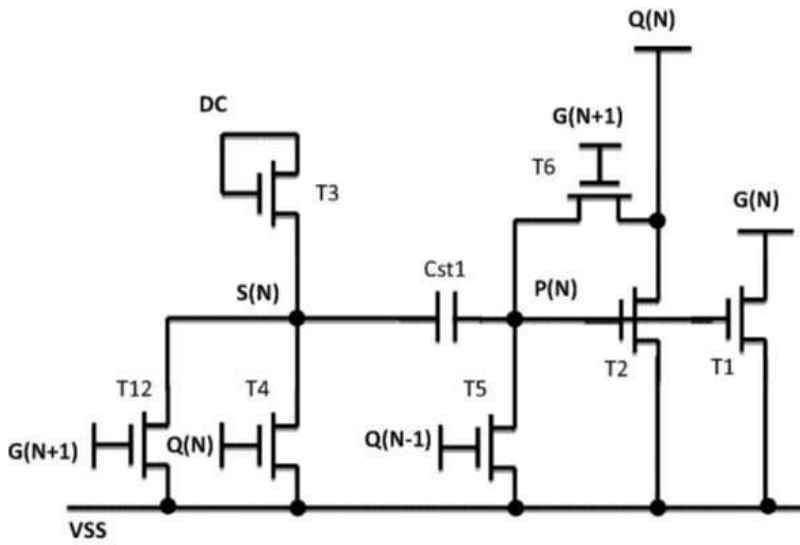 Q(N)
DC
G(N+1)
T6
T3
G(N)
Cst1
S(N)
P(N)
T12
T4
T5
T2
T1
G(N+1)
Q(N)
Q(N-1)
VSS